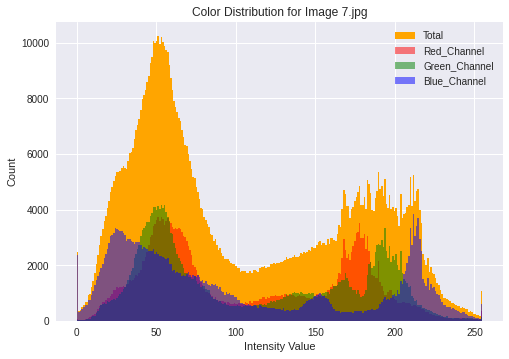 Color Distribution for Image 7.jpg
Total
Red_Channel
Green_Channel
Blue_Channel
10000
8000
6000
4000
2000
0
Count
0 50 100 150 200 250
Intensity Value